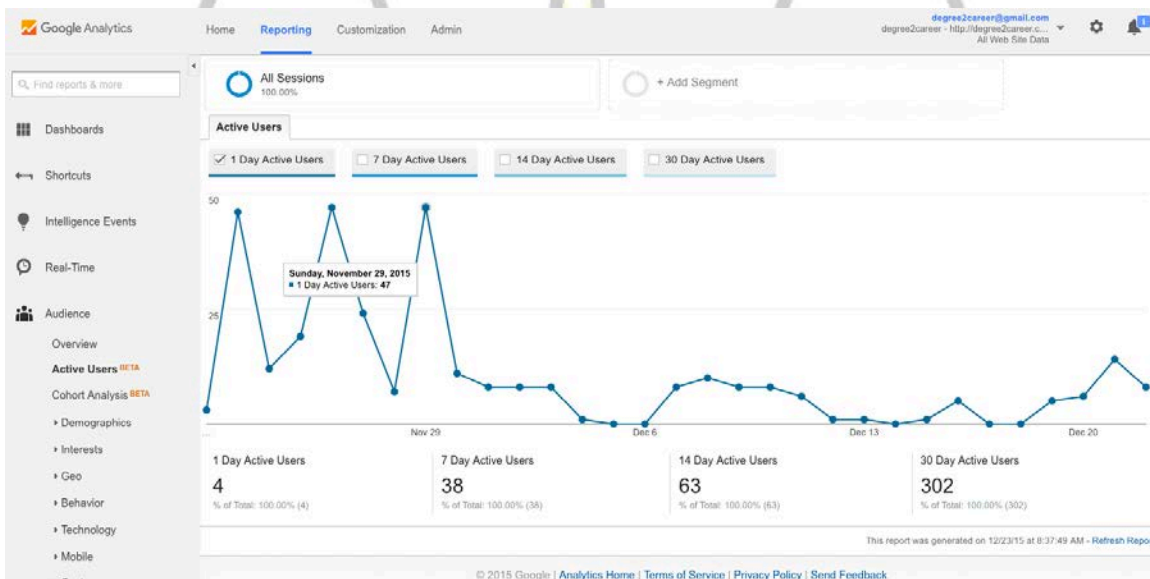 Google Analytics
Home Reporting Customization Admin
degree2career@gmail.com
degree2career - http://degree2career.c...
All Web Site Data
1
Find reports & more
Dashboards
Shortcuts
Intelligence Events
Real-Time
Audience
Overview
Active Users BETA
Cohort Analysis BETA
Demographics
Interests
Geo
Behavior
Technology
Mobile
All Sessions
100.00%
+ Add Segment
Active Users
1 Day Active Users 7 Day Active Users 14 Day Active Users 30 Day Active Users
50
Sunday, November 29, 2015
1 Day Active Users: 47
25
... Nov 29 Dec 6 Dec 13 Dec 20
1 Day Active Users 7 Day Active Users 14 Day Active Users 30 Day Active Users
4 38 63 302
% of Total: 100.00% (4) % of Total: 100.00% (38) % of Total: 100.00% (63) % of Total: 100.00% (302)
This report was generated on 12/23/15 at 8:37:49 AM - Refresh Repo
© 2015 Google | Analytics Home | Terms of Service | Privacy Policy | Send Feedback